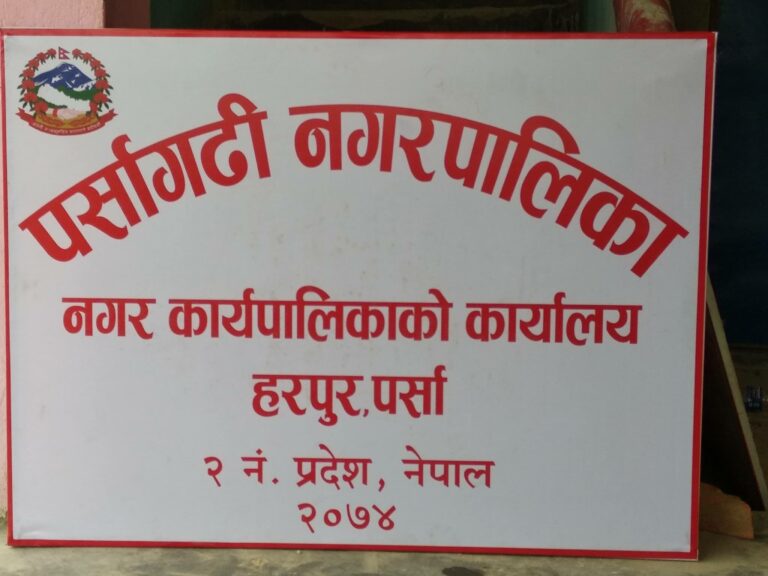 पर्सागढी नगरपालिका
नगर कार्यपालिकाको कार्यालय
हरपुर, पर्सा
२ नं. प्रदेश, नेपाल
२०७४